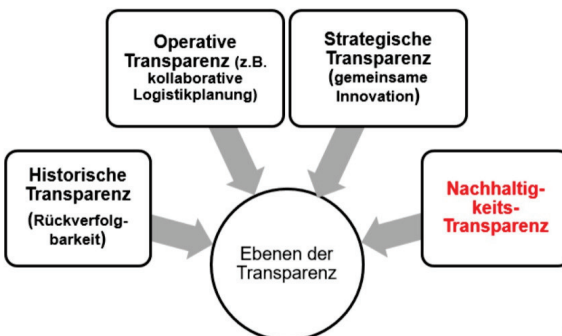 Operative
Transparenz (z.B.
kollaborative
Logistikplanung)
Strategische
Transparenz
(gemeinsame
Innovation)
Historische
Transparenz
(Rückverfolg-
barkeit)
Nachhaltig-
keits-
Transparenz
Ebenen der
Transparenz